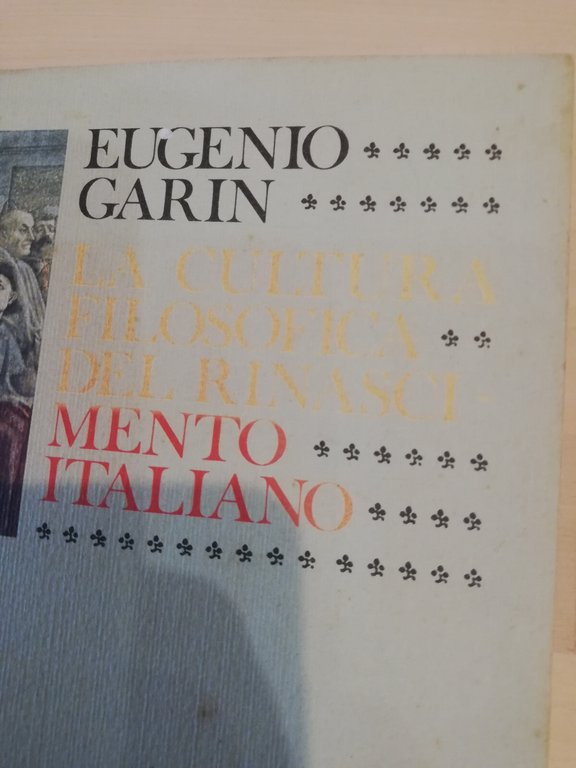 EUGENIO
GARIN
LA CULTURA
FILOSOFICA
DEL RINASCI-
MENTO
ITALIANO